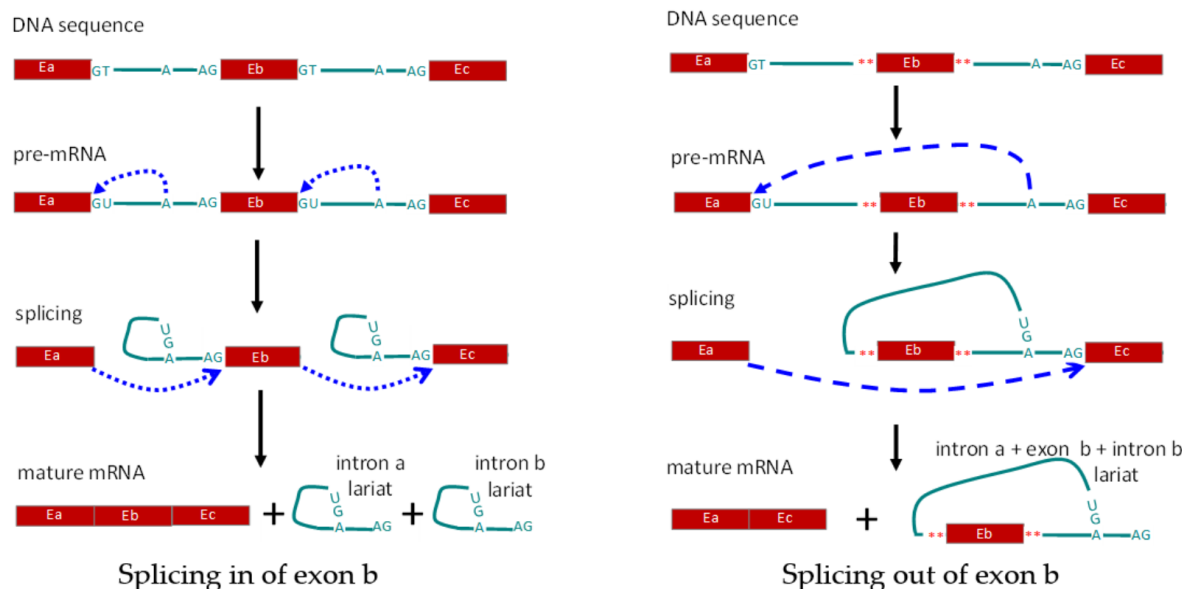 DNA sequence
Ea GT A AG Eb GT A AG Ec
pre-mRNA
Ea GU A AG Eb GU A AG Ec
splicing
U
G
Ea A AG Eb
U
G
A AG Ec
mature mRNA
intron a
lariat
intron b
lariat
Ea Eb Ec + U
G
A AG + U
G
A AG
Splicing in of exon b
DNA sequence
Ea GT ** Eb ** A AG Ec
pre-mRNA
Ea GU ** Eb ** A AG Ec
splicing
U
G
Ea ** Eb ** A AG Ec
mature mRNA
intron a + exon b + intron b
lariat
Ea Ec + U
G
** Eb ** A AG
Splicing out of exon b